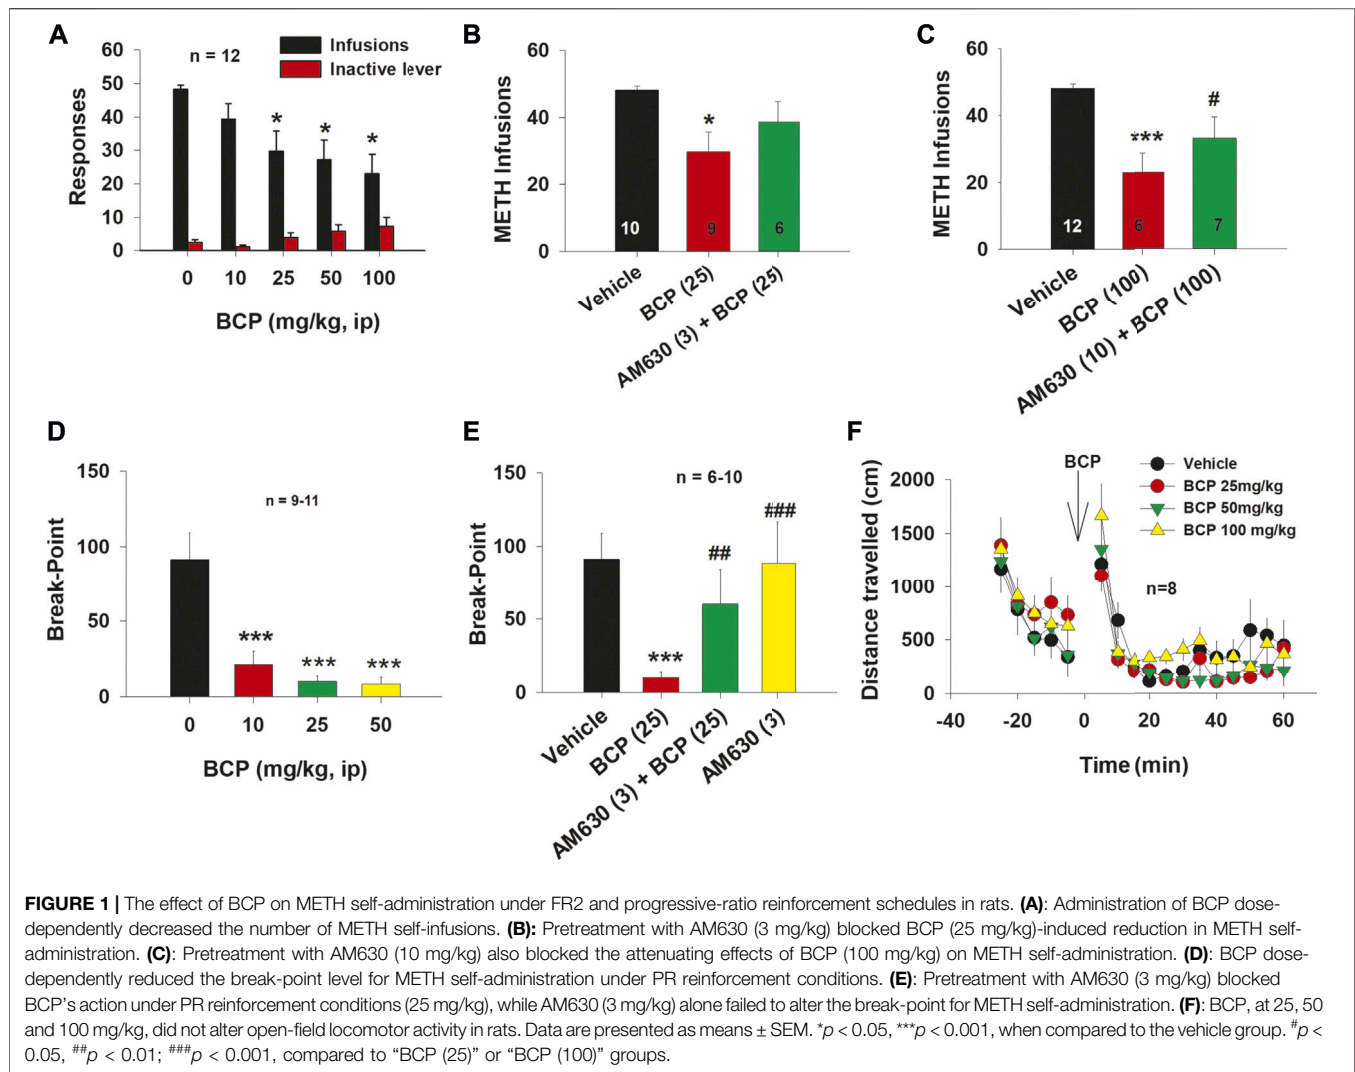 A
n = 12
Infusions
Inactive lever
Responses
60
50
40
30
20
10
0
* * *
0 10 25 50 100
BCP (mg/kg, ip)
B
METH Infusions
60
40
20
0
*
10 9 6
Vehicle
BCP (25)
AM630 (3) + BCP (25)
C
METH Infusions
60
40
20
0
*** #
12 6 7
Vehicle
BCP (100)
AM630 (10) + BCP (100)
D
n = 9-11
Break-Point
150
100
50
0
*** *** ***
0 10 25 50
BCP (mg/kg, ip)
E
n = 6-10
Break-Point
150
100
50
0
*** ## ###
Vehicle
BCP (25)
AM630 (3) + BCP (25)
AM630 (3)
F
BCP
Vehicle
BCP 25mg/kg
BCP 50mg/kg
BCP 100 mg/kg
n=8
Distance travelled (cm)
2000
1500
1000
500
0
-40 -20 0 20 40 60
Time (min)
FIGURE 1 | The effect of BCP on METH self-administration under FR2 and progressive-ratio reinforcement schedules in rats. (A): Administration of BCP dose-
dependently decreased the number of METH self-infusions. (B): Pretreatment with AM630 (3 mg/kg) blocked BCP (25 mg/kg)-induced reduction in METH self-
administration. (C): Pretreatment with AM630 (10 mg/kg) also blocked the attenuating effects of BCP (100 mg/kg) on METH self-administration. (D): BCP dose-
dependently reduced the break-point level for METH self-administration under PR reinforcement conditions. (E): Pretreatment with AM630 (3 mg/kg) blocked
BCP's action under PR reinforcement conditions (25 mg/kg), while AM630 (3 mg/kg) alone failed to alter the break-point for METH self-administration. (F): BCP, at 25, 50
and 100 mg/kg, did not alter open-field locomotor activity in rats. Data are presented as means ± SEM. *p < 0.05, ***p < 0.001, when compared to the vehicle group. #p <
0.05, ##p < 0.01; ###p < 0.001, compared to “BCP (25)” or “BCP (100)” groups.